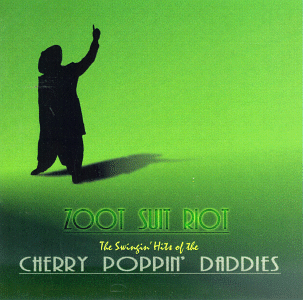 ZOOT SUIT RIOT
The Swingin' Hits of the
CHERRY POPPIN' DADDIES